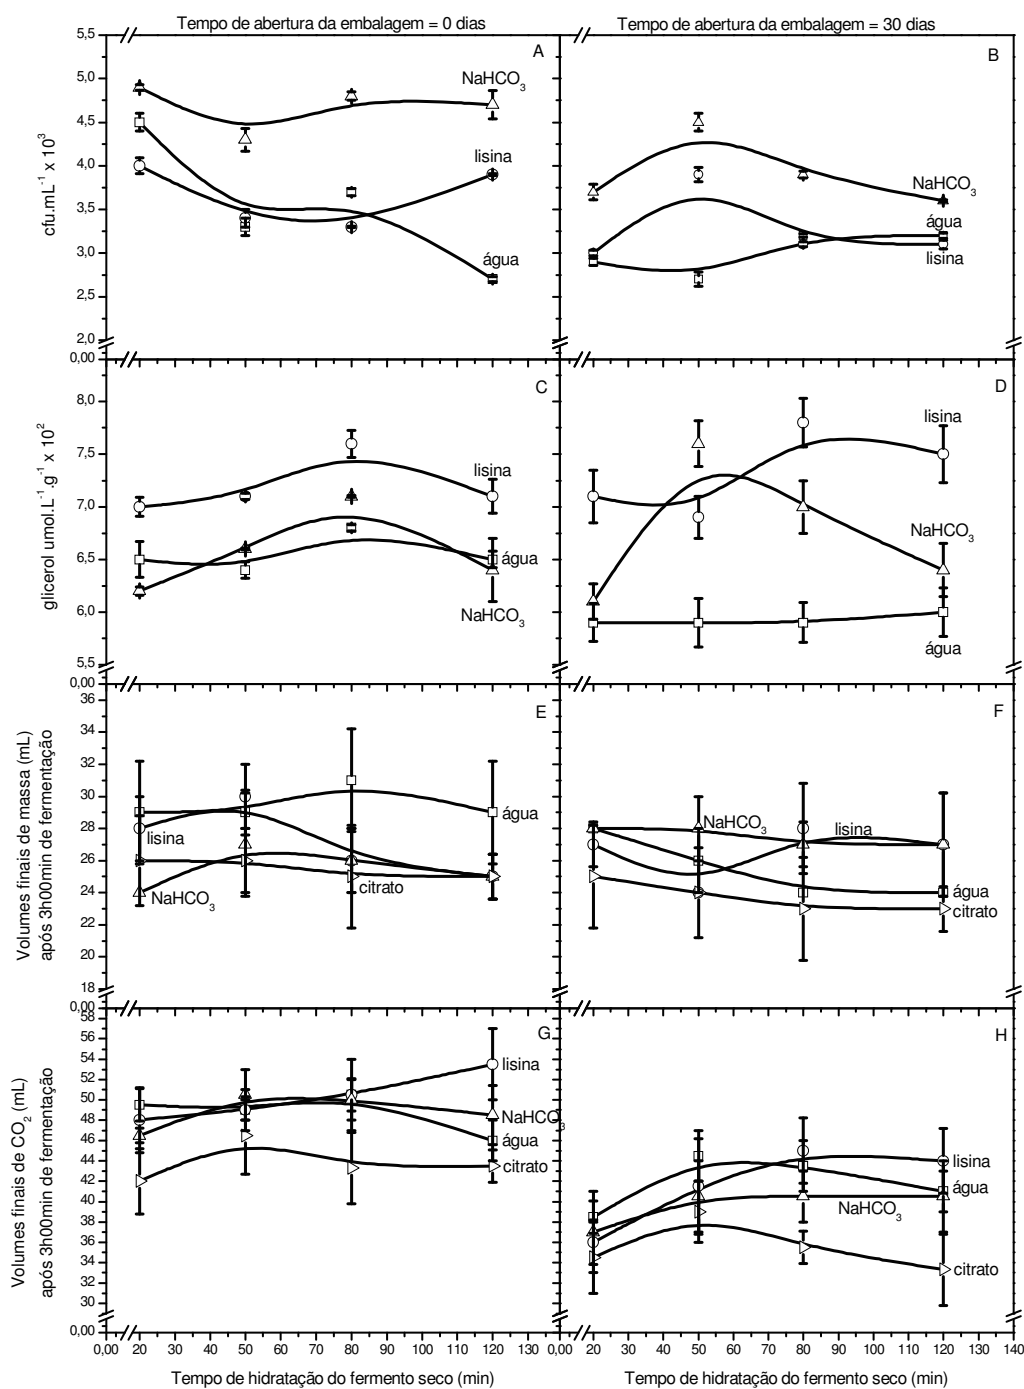 Tempo de abertura da embalagem = 0 dias
Tempo de abertura da embalagem = 30 dias
cfu.mL⁻¹ x 10³
5,5
5,0
4,5
4,0
3,5
3,0
2,5
2,0
0,00
A
NaHCO₃
lisina
água
B
NaHCO₃
água
lisina
glicerol umol.L⁻¹.g⁻¹ x 10²
8,0
7,5
7,0
6,5
6,0
5,5
0,00
C
lisina
água
NaHCO₃
D
lisina
NaHCO₃
água
Volumes finais de massa (mL)
após 3h00min de fermentação
36
34
32
30
28
26
24
22
20
18
0,00
E
água
lisina
NaHCO₃
citrato
F
NaHCO₃
lisina
água
citrato
Volumes finais de CO₂ (mL)
após 3h00min de fermentação
58
56
54
52
50
48
46
44
42
40
38
36
34
32
30
0,00
G
lisina
NaHCO₃
água
citrato
H
lisina
água
NaHCO₃
citrato
0,00 20 30 40 50 60 70 80 90 100 110 120 130
0,00 20 30 40 50 60 70 80 90 100 110 120 130 140
Tempo de hidratação do fermento seco (min)
Tempo de hidratação do fermento seco (min)